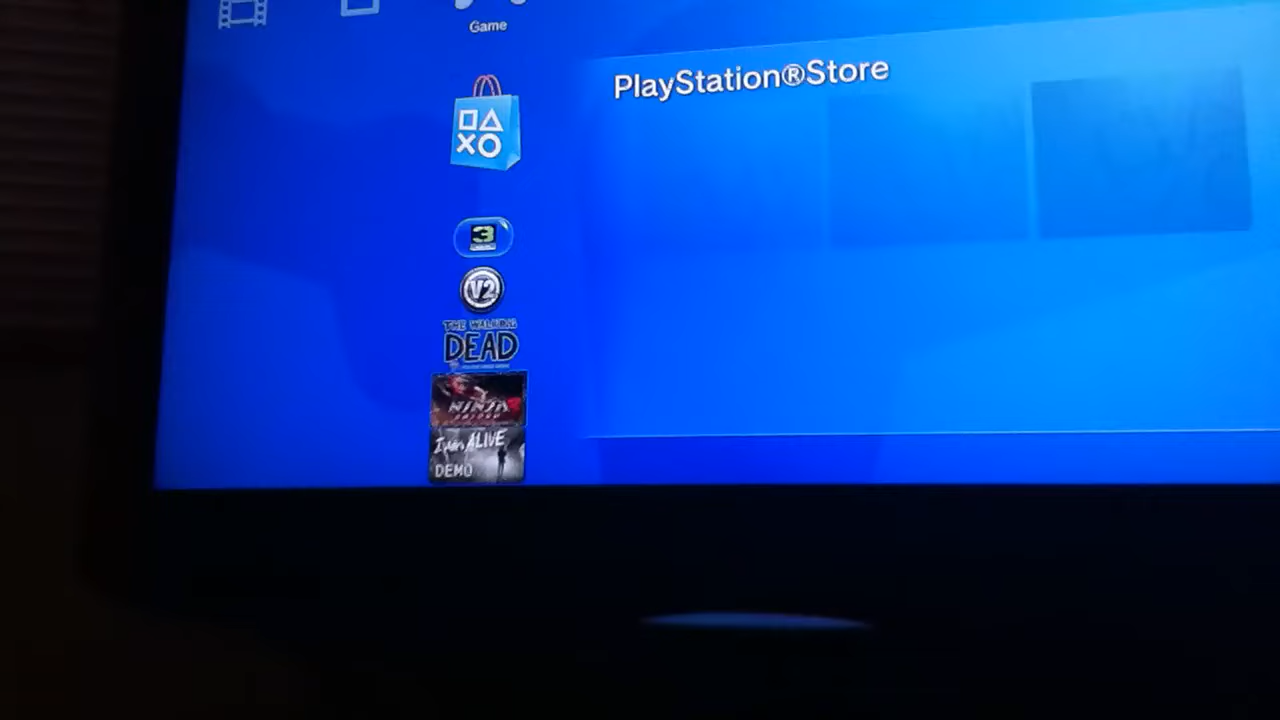 Game
PlayStation®Store
3
V2
THE WALKING
DEAD
NINJA
I am ALIVE
DEMO